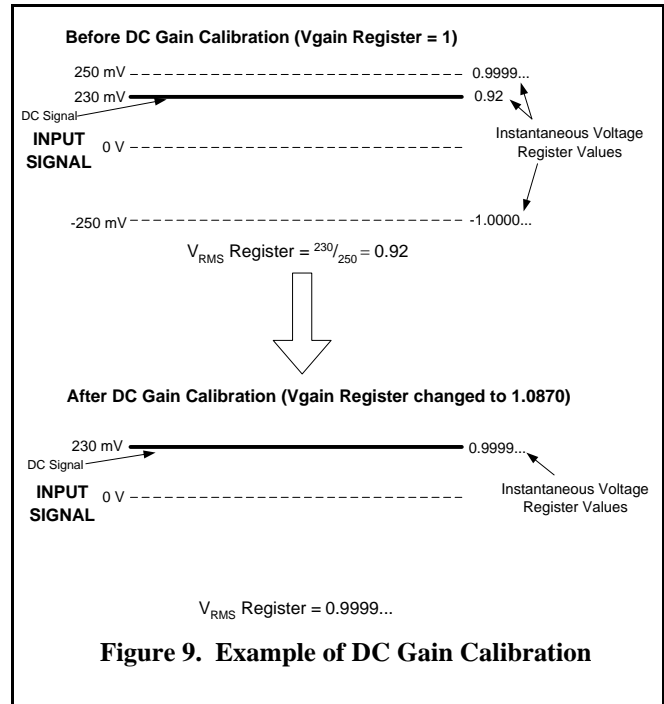 Before DC Gain Calibration (Vgain Register = 1)
250 mV 0.9999...
230 mV 0.92
DC Signal
INPUT SIGNAL
0 V
Instantaneous Voltage Register Values
-250 mV -1.0000...
VRMS Register = 230/250 = 0.92
After DC Gain Calibration (Vgain Register changed to 1.0870)
230 mV 0.9999...
DC Signal
INPUT SIGNAL
0 V
Instantaneous Voltage Register Values
VRMS Register = 0.9999...
Figure 9. Example of DC Gain Calibration